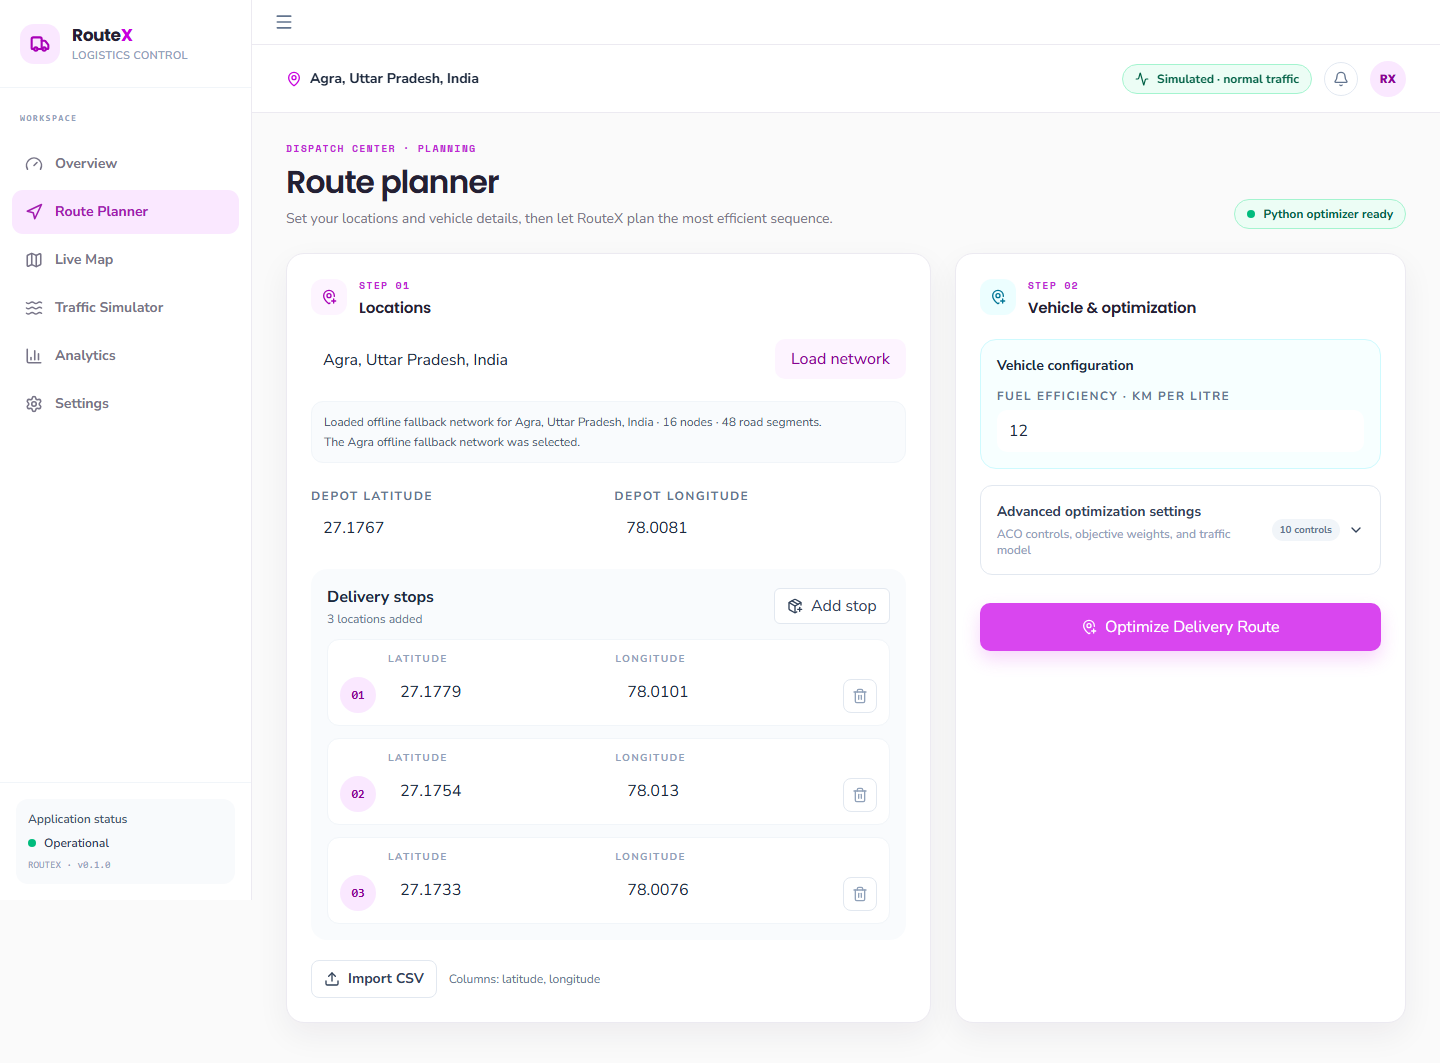 RouteX
LOGISTICS CONTROL
WORKSPACE
Overview
Route Planner
Live Map
Traffic Simulator
Analytics
Settings
Application status
Operational
ROUTEX · v0.1.0
Agra, Uttar Pradesh, India
Simulated · normal traffic
RX
DISPATCH CENTER · PLANNING
Route planner
Set your locations and vehicle details, then let RouteX plan the most efficient sequence.
Python optimizer ready
STEP 01
Locations
Agra, Uttar Pradesh, India
Load network
Loaded offline fallback network for Agra, Uttar Pradesh, India · 16 nodes · 48 road segments.
The Agra offline fallback network was selected.
DEPOT LATITUDE
DEPOT LONGITUDE
27.1767
78.0081
Delivery stops
3 locations added
Add stop
LATITUDE
LONGITUDE
01
27.1779
78.0101
LATITUDE
LONGITUDE
02
27.1754
78.013
LATITUDE
LONGITUDE
03
27.1733
78.0076
Import CSV
Columns: latitude, longitude
STEP 02
Vehicle & optimization
Vehicle configuration
FUEL EFFICIENCY · KM PER LITRE
12
Advanced optimization settings
ACO controls, objective weights, and traffic
model
10 controls
Optimize Delivery Route